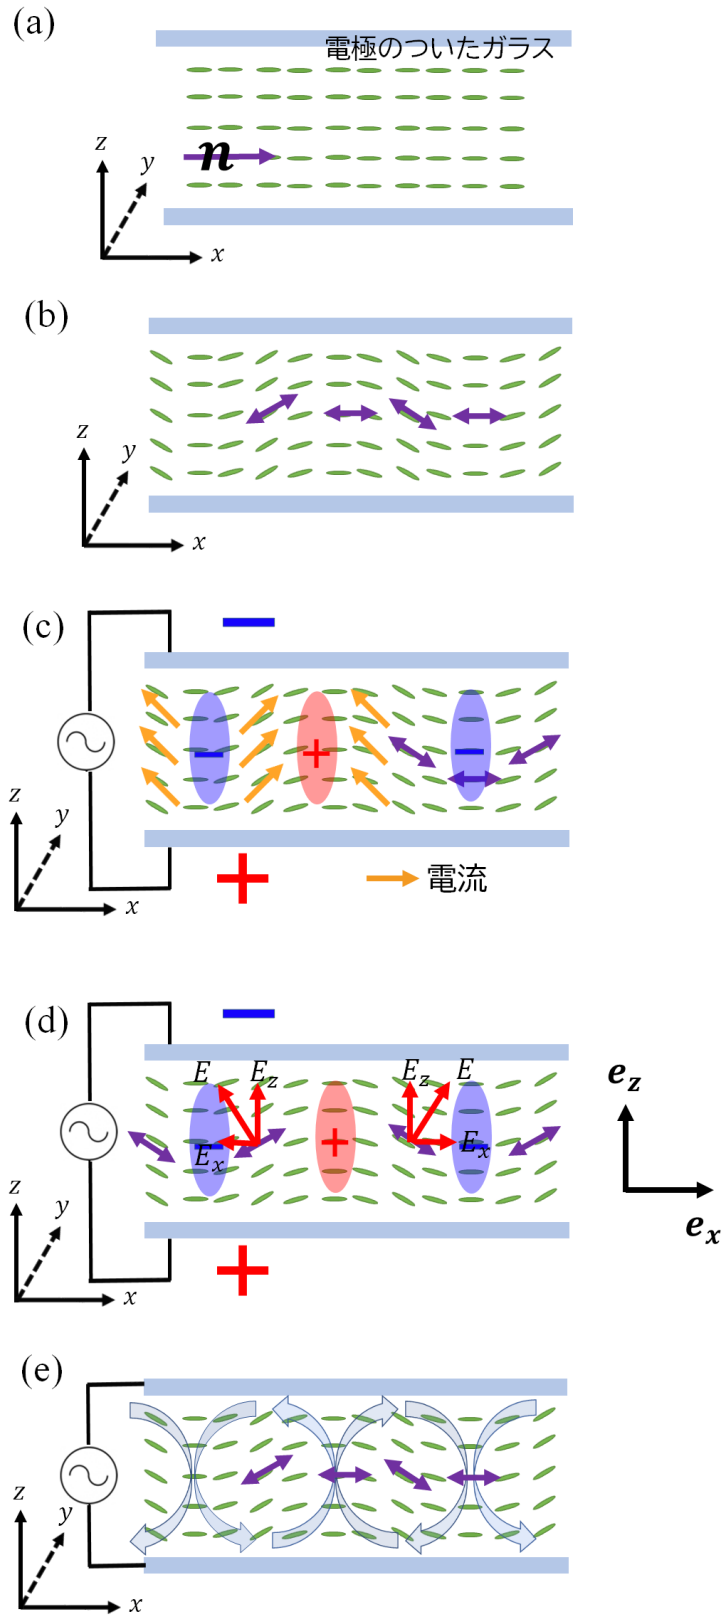 (a)
電極のついたガラス
n
z
y
x
(b)
z
y
x
(c)
−
− + −
z
y
x
+
電流
(d)
−
E E_z E_z E
e_z
E_x − + E_x −
z
y
x
+
e_x
(e)
z
y
x